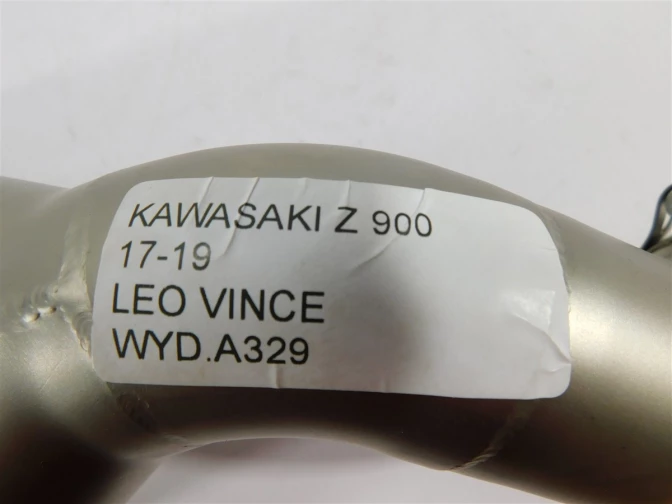 KAWASAKI Z 900
17-19
LEO VINCE
WYD.A329